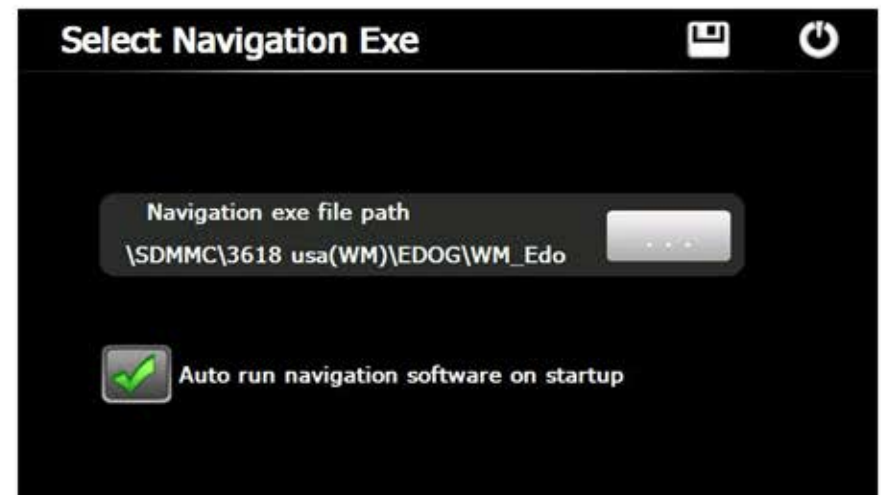 Select Navigation Exe
Navigation exe file path
\SDMMC\3618 usa(WM)\EDOG\WM_Edo
...
Auto run navigation software on startup